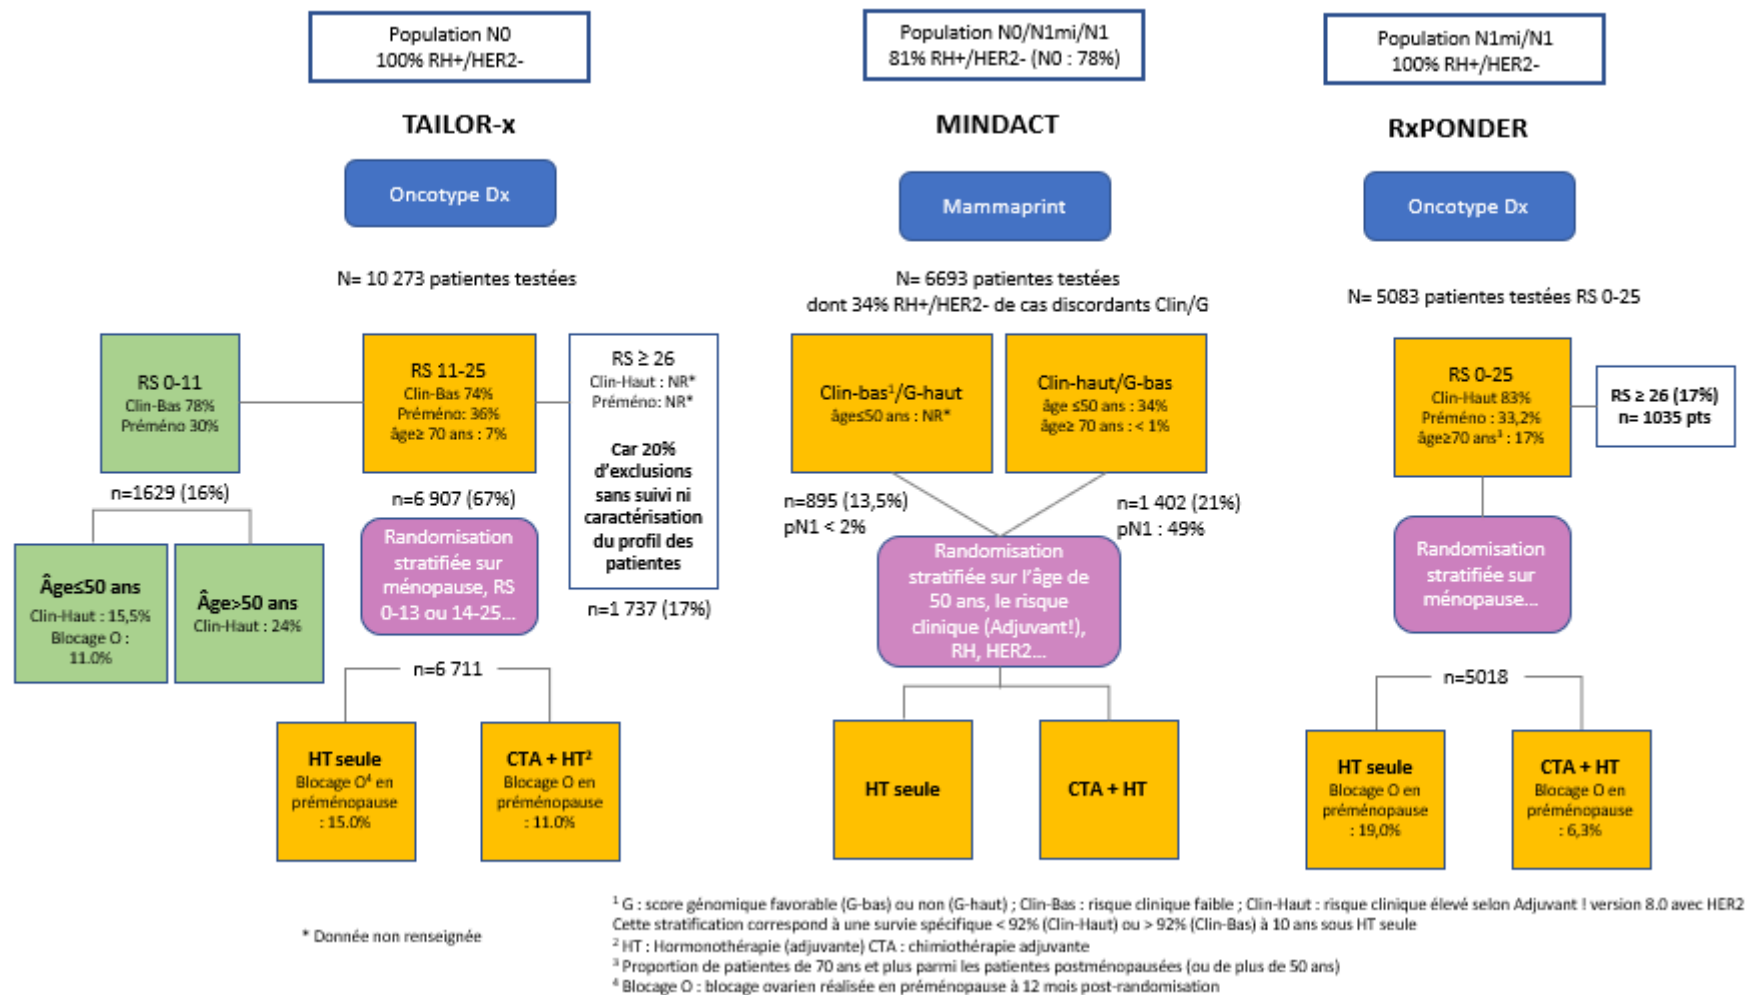 Population N0
100% RH+/HER2-
TAILOR-x
Oncotype Dx
N= 10 273 patientes testées
RS 0-11
Clin-Bas 78%
Préméno 30%
n=1629 (16%)
Âge≤50 ans
Clin-Haut : 15,5%
Blocage O :
11.0%
Âge>50 ans
Clin-Haut : 24%
RS 11-25
Clin-Bas 74%
Préméno: 36%
âge≥ 70 ans : 7%
n=6 907 (67%)
Randomisation
stratifiée sur
ménopause, RS
0-13 ou 14-25...
n=6 711
HT seule
Blocage O⁴ en
préménopause
: 15.0%
CTA + HT²
Blocage O en
préménopause
: 11.0%
RS ≥ 26
Clin-Haut : NR*
Préméno: NR*
Car 20%
d'exclusions
sans suivi ni
caractérisation
du profil des
patientes
n=1 737 (17%)
Population N0/N1mi/N1
81% RH+/HER2- (N0 : 78%)
MINDACT
Mammaprint
N= 6693 patientes testées
dont 34% RH+/HER2- de cas discordants Clin/G
Clin-bas¹/G-haut
âge≤50 ans : NR*
n=895 (13,5%)
pN1 < 2%
Clin-haut/G-bas
âge ≤50 ans : 34%
âge≥ 70 ans : < 1%
n=1 402 (21%)
pN1 : 49%
Randomisation
stratifiée sur l'âge de
50 ans, le risque
clinique (Adjuvant!),
RH, HER2...
HT seule
CTA + HT
Population N1mi/N1
100% RH+/HER2-
RxPONDER
Oncotype Dx
N= 5083 patientes testées RS 0-25
RS 0-25
Clin-Haut 83%
Préméno : 33,2%
âge≥70 ans³ : 17%
RS ≥ 26 (17%)
n= 1035 pts
Randomisation
stratifiée sur
ménopause...
n=5018
HT seule
Blocage O en
préménopause
: 19,0%
CTA + HT
Blocage O en
préménopause
: 6,3%
* Donnée non renseignée
¹ G : score génomique favorable (G-bas) ou non (G-haut) ; Clin-Bas : risque clinique faible ; Clin-Haut : risque clinique élevé selon Adjuvant ! version 8.0 avec HER2
Cette stratification correspond à une survie spécifique < 92% (Clin-Haut) ou > 92% (Clin-Bas) à 10 ans sous HT seule
² HT : Hormonothérapie (adjuvante) CTA : chimiothérapie adjuvante
³ Proportion de patientes de 70 ans et plus parmi les patientes postménopausées (ou de plus de 50 ans)
⁴ Blocage O : blocage ovarien réalisée en préménopause à 12 mois post-randomisation